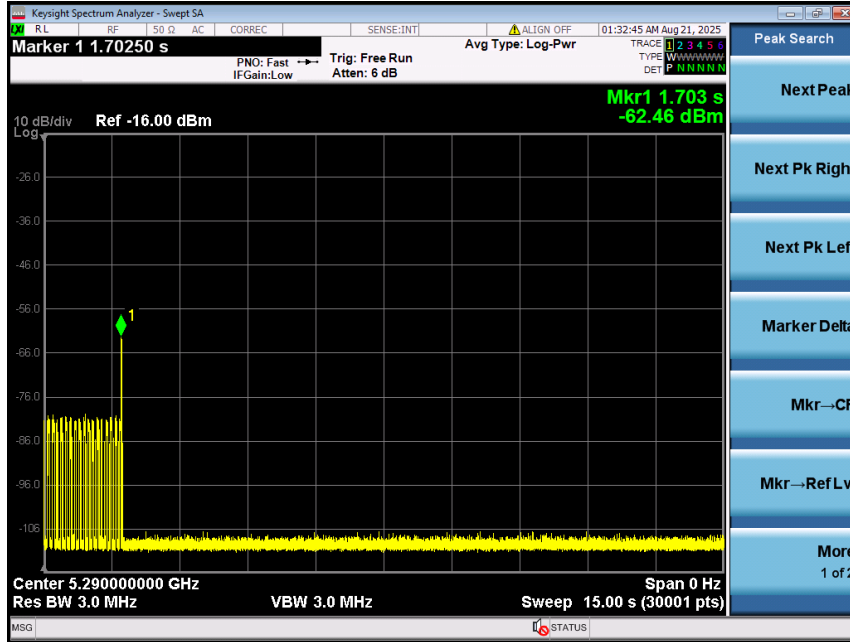 Keysight Spectrum Analyzer - Swept SA
LXI RL RF 50 Ω AC CORREC SENSE:INT ALIGN OFF 01:32:45 AM Aug 21, 2025
Marker 1 1.70250 s
PNO: Fast
IFGain:Low
Trig: Free Run
Atten: 6 dB
Avg Type: Log-Pwr
TRACE 1 2 3 4 5 6
TYPE WWWWWW
DET P N N N N N
Mkr1 1.703 s
-62.46 dBm
10 dB/div Ref -16.00 dBm
Log
-26.0
-36.0
-46.0
-56.0
-66.0
-76.0
-86.0
-96.0
-106
1
Center 5.290000000 GHz Span 0 Hz
Res BW 3.0 MHz VBW 3.0 MHz Sweep 15.00 s (30001 pts)
MSG STATUS
Peak Search
Next Peak
Next Pk Righ
Next Pk Lef
Marker Delta
Mkr→CF
Mkr→Ref Lv
More
1 of 2